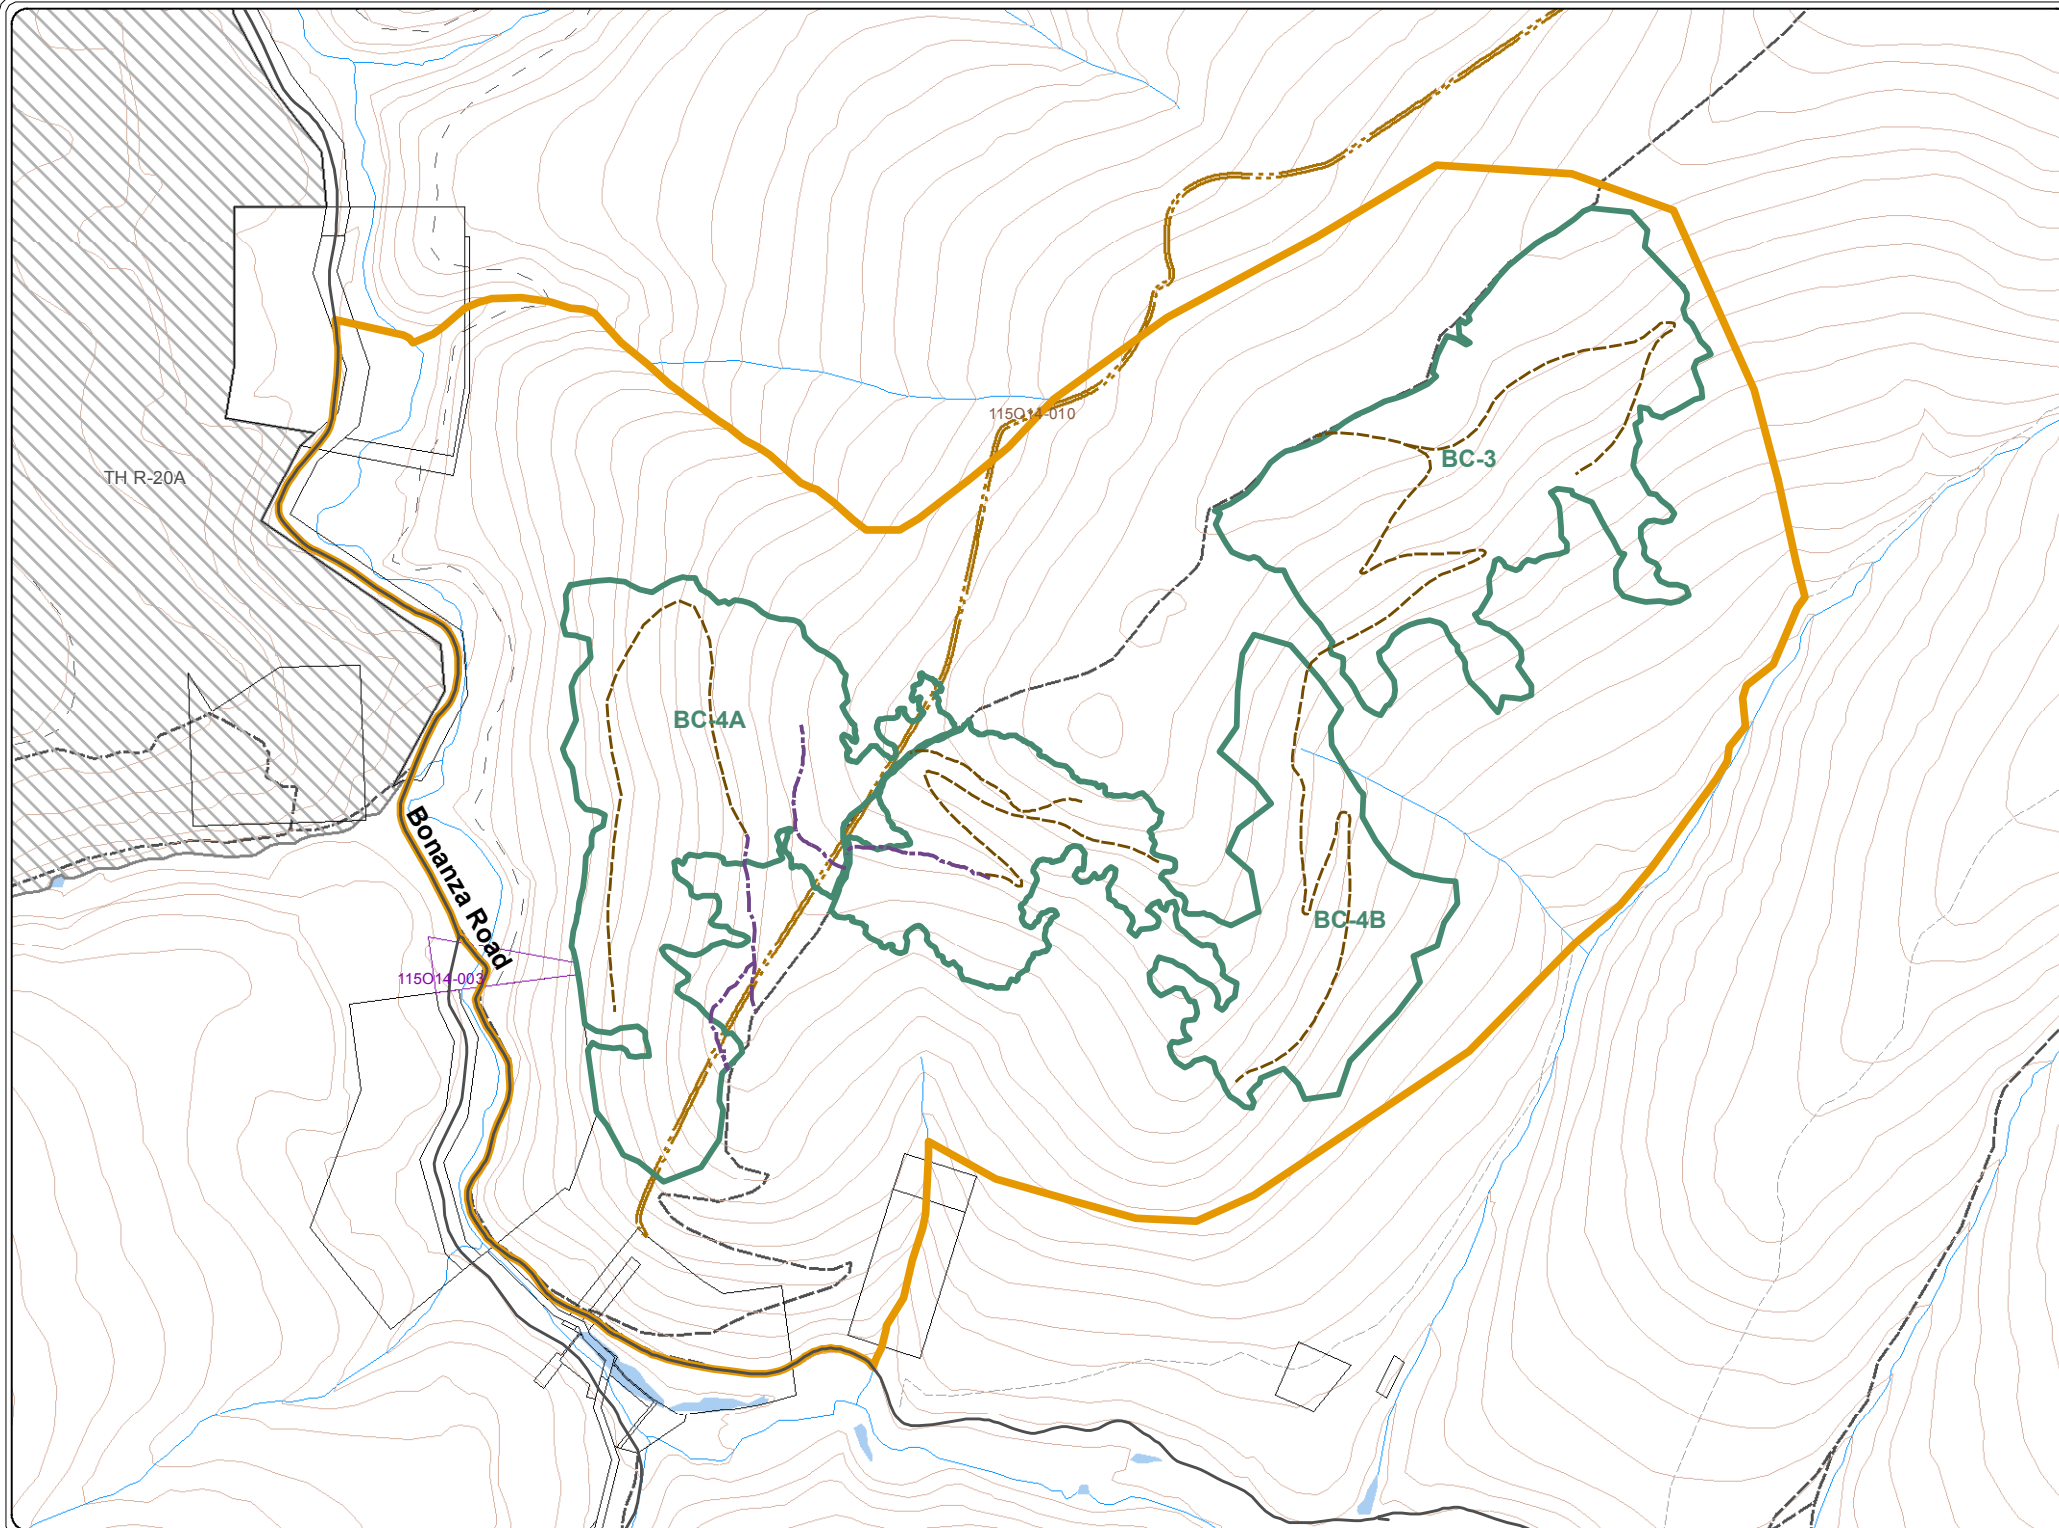 115O14-010
BC-3
TH R-20A
BC-4A
Bonanza Road
BC-4B
115O14-003